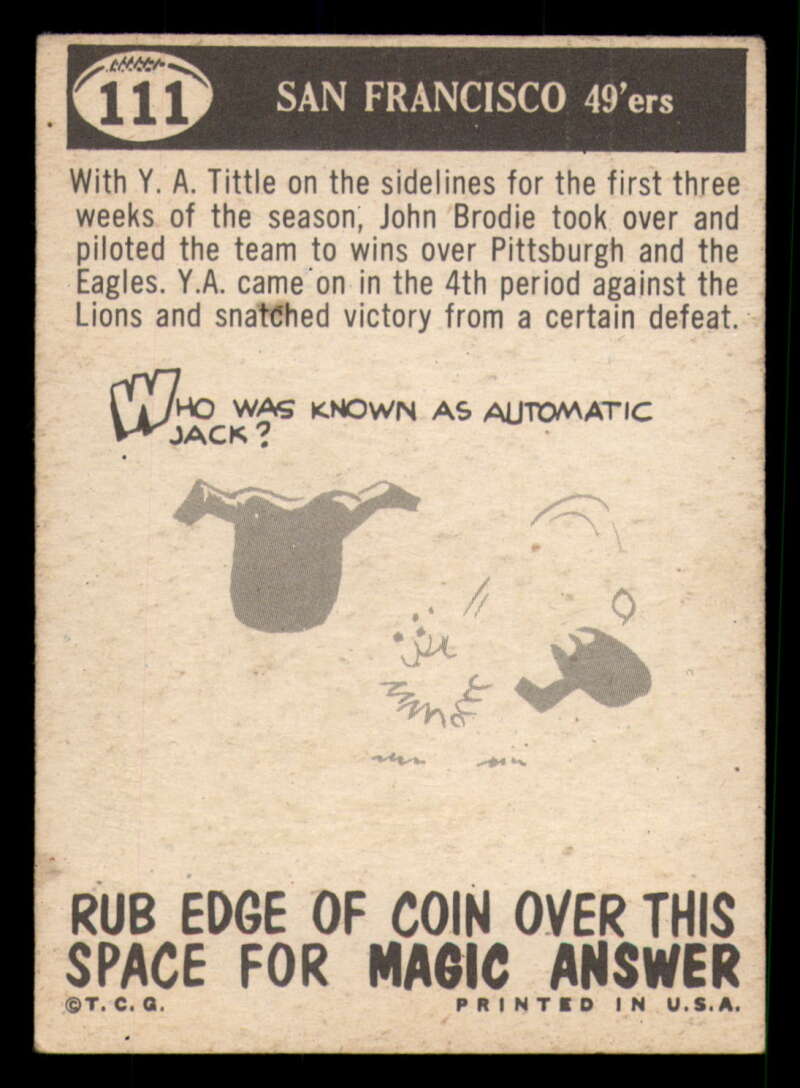 111 SAN FRANCISCO 49'ers
With Y. A. Tittle on the sidelines for the first three
weeks of the season, John Brodie took over and
piloted the team to wins over Pittsburgh and the
Eagles. Y.A. came on in the 4th period against the
Lions and snatched victory from a certain defeat.
WHO WAS KNOWN AS AUTOMATIC
JACK?
RUB EDGE OF COIN OVER THIS
SPACE FOR MAGIC ANSWER
©T. C. G. PRINTED IN U.S.A.